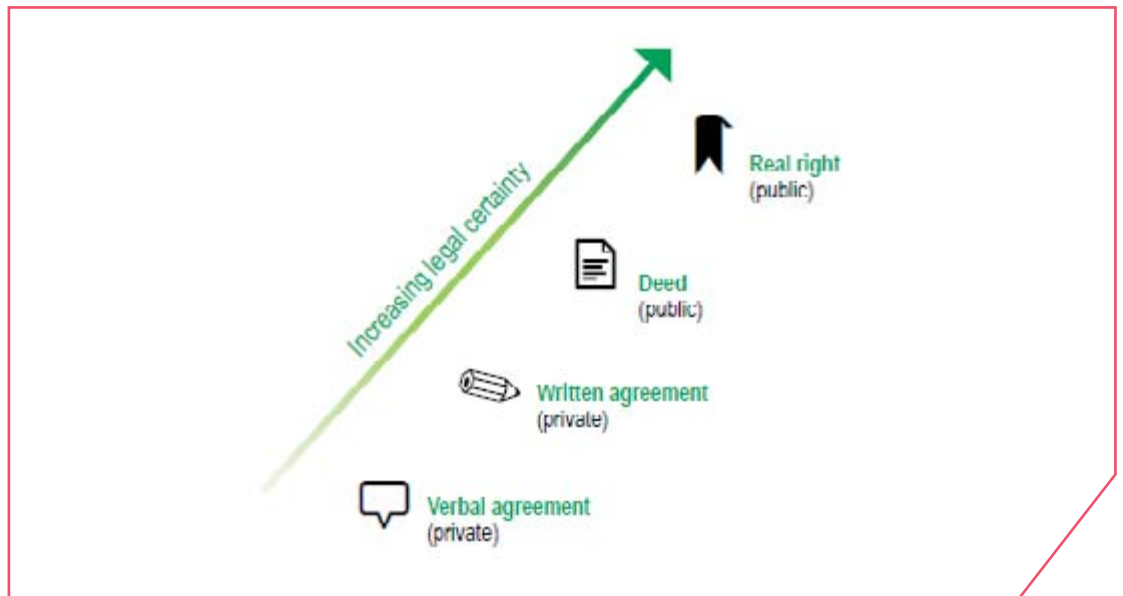 Increasing legal certainty
Real right
(public)
Deed
(public)
Written agreement
(private)
Verbal agreement
(private)